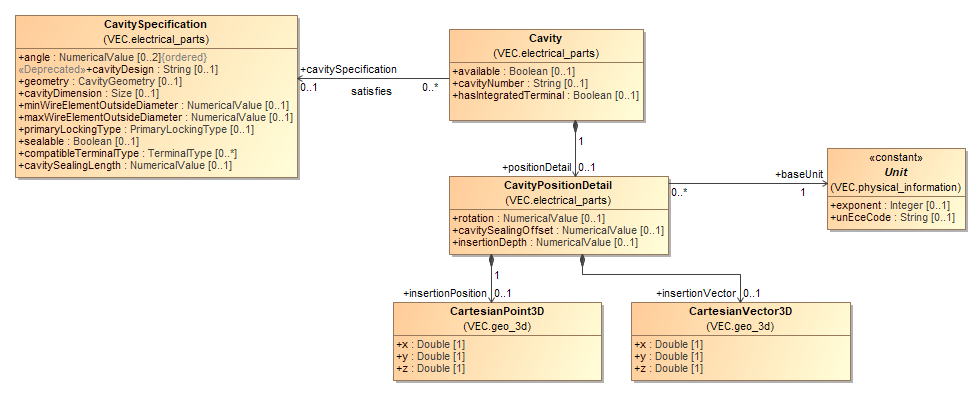 CavitySpecification
(VEC.electrical_parts)
+angle : NumericalValue [0..2]{ordered}
«Deprecated»+cavityDesign : String [0..1]
+geometry : CavityGeometry [0..1]
+cavityDimension : Size [0..1]
+minWireElementOutsideDiameter : NumericalValue [0..1]
+maxWireElementOutsideDiameter : NumericalValue [0..1]
+primaryLockingType : PrimaryLockingType [0..1]
+sealable : Boolean [0..1]
+compatibleTerminalType : TerminalType [0..*]
+cavitySealingLength : NumericalValue [0..1]
+cavitySpecification
0..1
satisfies
0..*
Cavity
(VEC.electrical_parts)
+available : Boolean [0..1]
+cavityNumber : String [0..1]
+hasIntegratedTerminal : Boolean [0..1]
1
+positionDetail
0..1
CavityPositionDetail
(VEC.electrical_parts)
+rotation : NumericalValue [0..1]
+cavitySealingOffset : NumericalValue [0..1]
+insertionDepth : NumericalValue [0..1]
0..*
+baseUnit
1
«constant»
Unit
(VEC.physical_information)
+exponent : Integer [0..1]
+unEceCode : String [0..1]
1
+insertionPosition
0..1
+insertionVector
0..1
CartesianPoint3D
(VEC.geo_3d)
+x : Double [1]
+y : Double [1]
+z : Double [1]
CartesianVector3D
(VEC.geo_3d)
+x : Double [1]
+y : Double [1]
+z : Double [1]